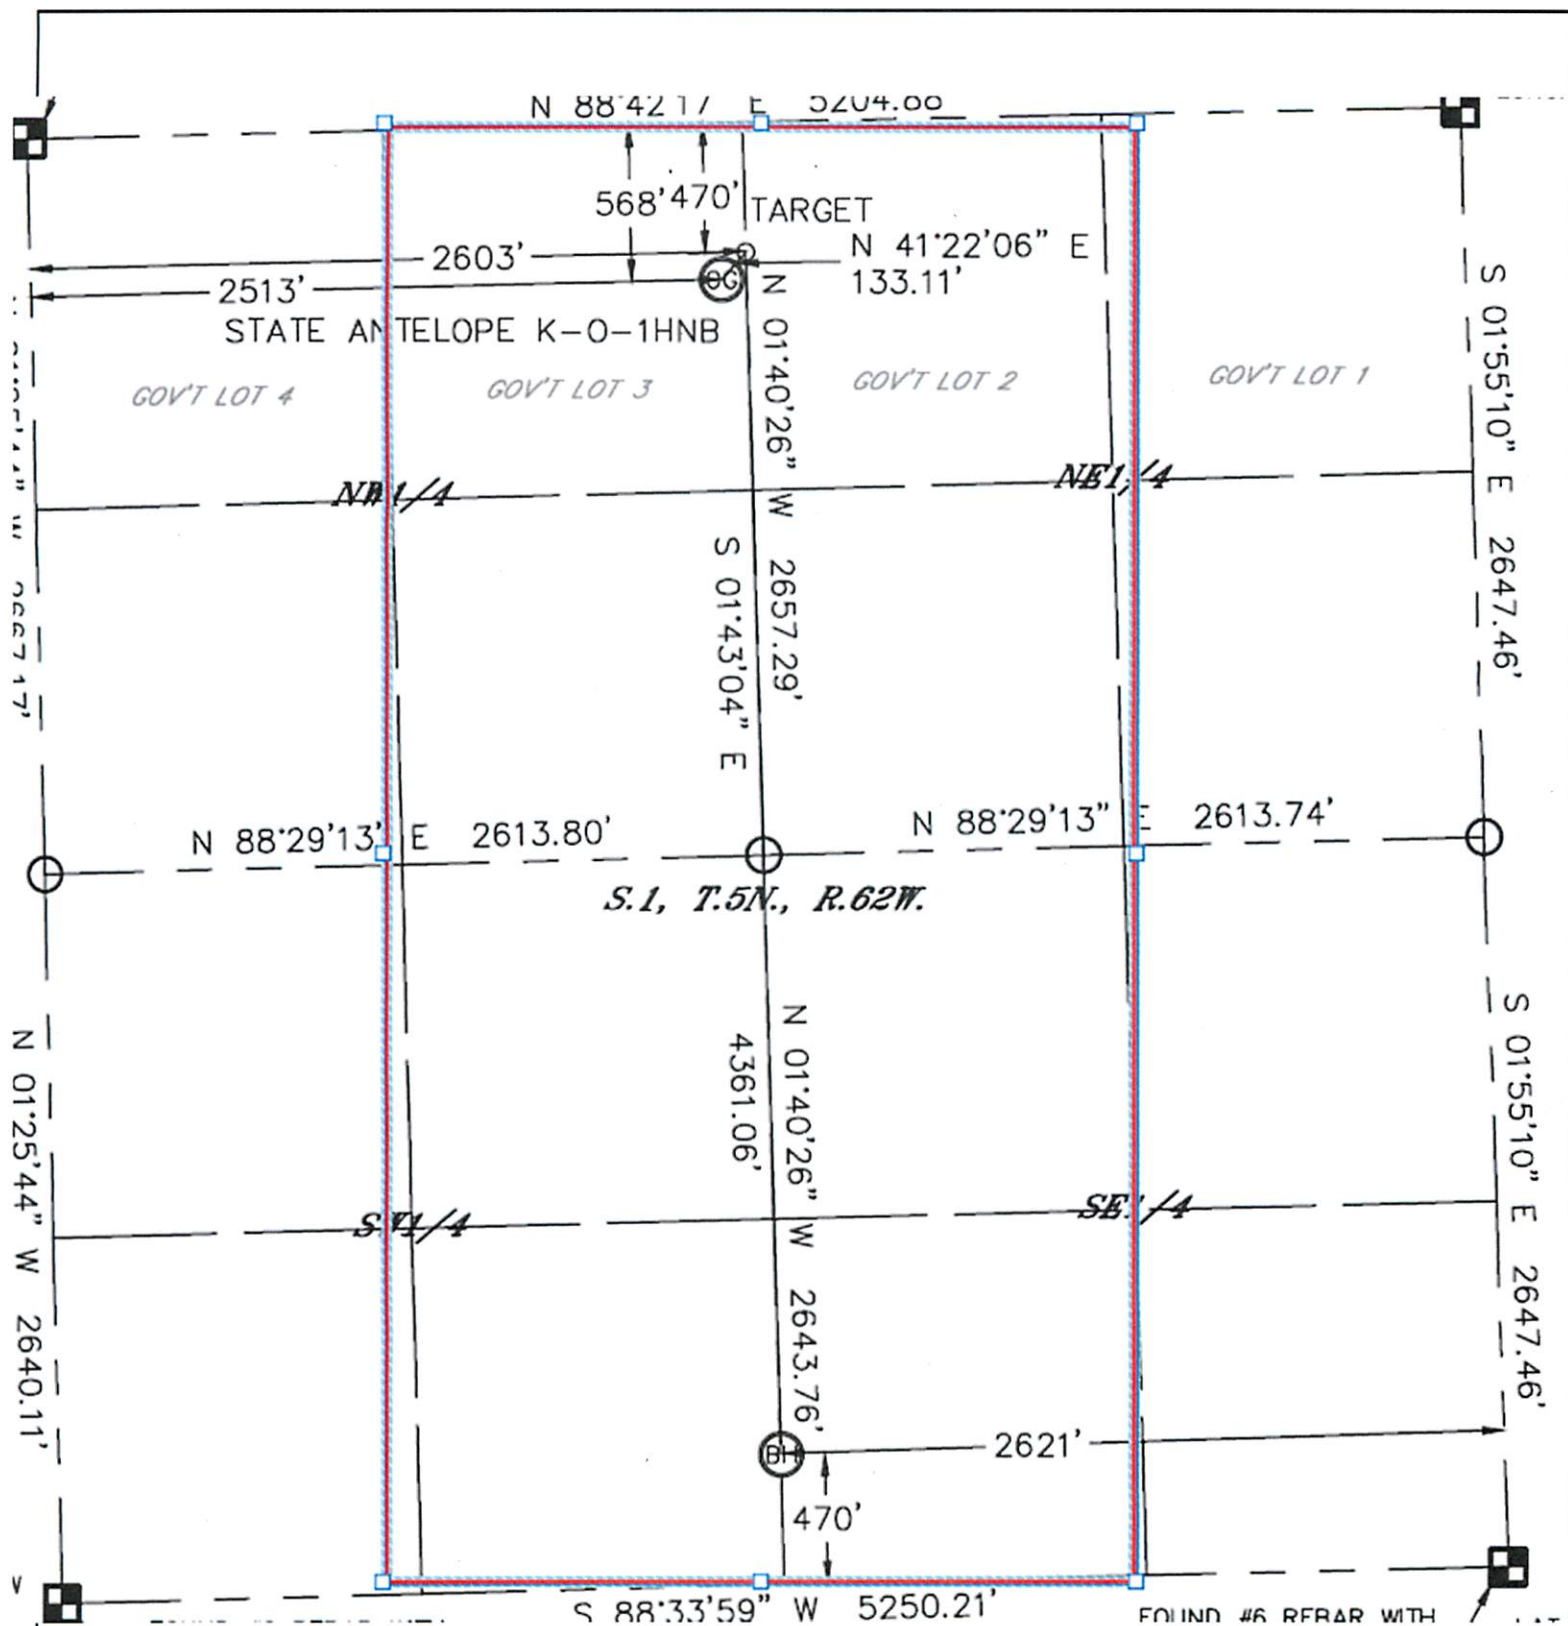 N 88°42'17" E 5204.88'
568' 470' TARGET
2603'
N 41°22'06" E
133.11'
2513'
OG
STATE ANTELOPE K-O-1HNB
GOV'T LOT 4
GOV'T LOT 3
GOV'T LOT 2
GOV'T LOT 1
N 01°40'26" W 2657.29'
S 01°43'04" E
S 01°55'10" E 2647.46'
NW1/4
NE1/4
W 2667.17'
N 88°29'13" E 2613.80'
N 88°29'13" E 2613.74'
S.1, T.5N., R.62W.
N 01°25'44" W 2640.11'
4361.06'
N 01°40'26" W 2643.76'
S 01°55'10" E 2647.46'
SW1/4
SE1/4
BH
2621'
470'
S 88°33'59" W 5250.21'
FOUND #6 REBAR WITH